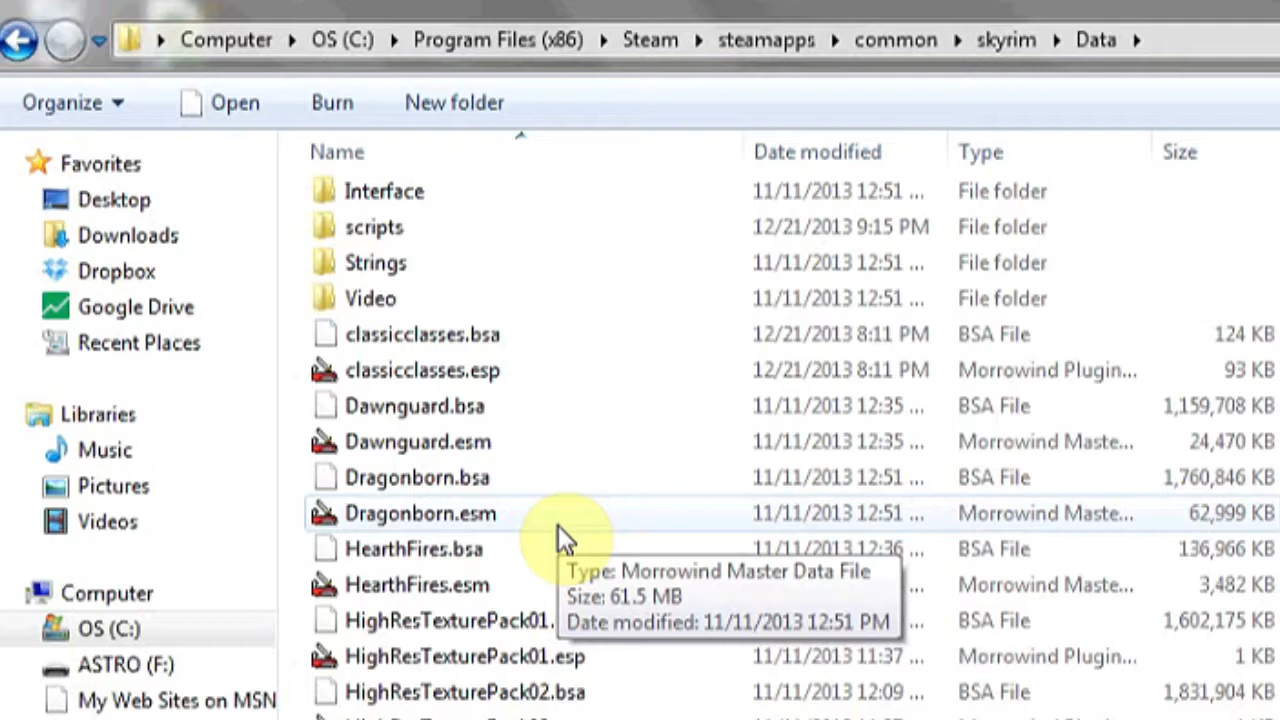 Computer OS (C:) Program Files (x86) Steam steamapps common skyrim Data
Organize Open Burn New folder
Name Date modified Type Size
Favorites
Desktop
Downloads
Dropbox
Google Drive
Recent Places
Libraries
Music
Pictures
Videos
Computer
OS (C:)
ASTRO (F:)
My Web Sites on MSN
Interface 11/11/2013 12:51 ... File folder
scripts 12/21/2013 9:15 PM File folder
Strings 11/11/2013 12:51 ... File folder
Video 11/11/2013 12:51 ... File folder
classicclasses.bsa 12/21/2013 8:11 PM BSA File 124 KB
classicclasses.esp 12/21/2013 8:11 PM Morrowind Plugin... 93 KB
Dawnguard.bsa 11/11/2013 12:35 ... BSA File 1,159,708 KB
Dawnguard.esm 11/11/2013 12:35 ... Morrowind Maste... 24,470 KB
Dragonborn.bsa 11/11/2013 12:51 ... BSA File 1,760,846 KB
Dragonborn.esm 11/11/2013 12:51 ... Morrowind Maste... 62,999 KB
HearthFires.bsa 11/11/2013 12:36 ... BSA File 136,966 KB
HearthFires.esm Morrowind Maste... 3,482 KB
HighResTexturePack01. BSA File 1,602,175 KB
HighResTexturePack01.esp 11/11/2013 11:37 ... Morrowind Plugin... 1 KB
HighResTexturePack02.bsa 11/11/2013 12:09 ... BSA File 1,831,904 KB
Type: Morrowind Master Data File
Size: 61.5 MB
Date modified: 11/11/2013 12:51 PM